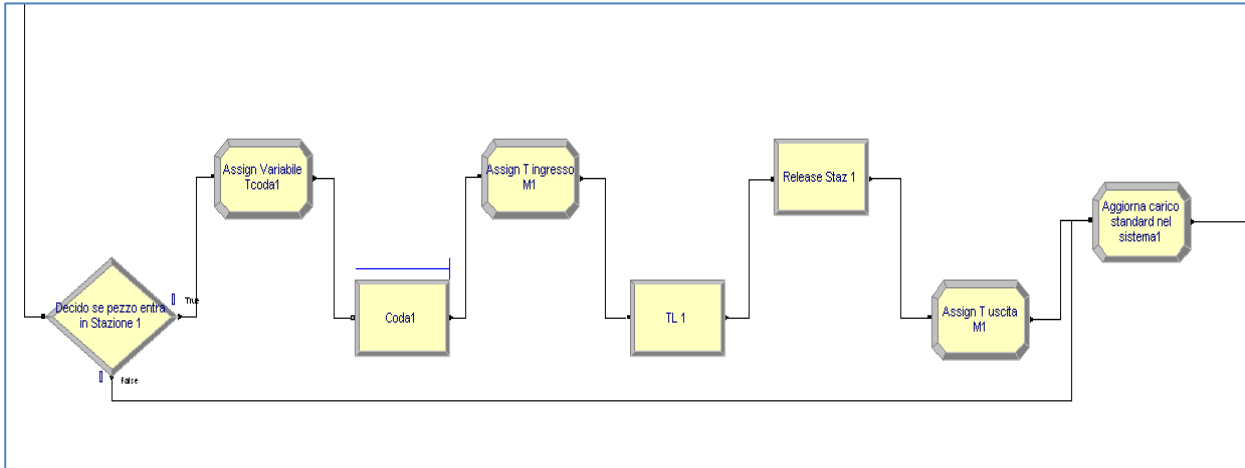 Decido se pezzo entra
in Stazione 1
True
False
Assign Variabile
Tcoda1
Coda1
Assign T ingresso
M1
TL 1
Release Staz 1
Assign T uscita
M1
Aggiorna carico
standard nel
sistema1